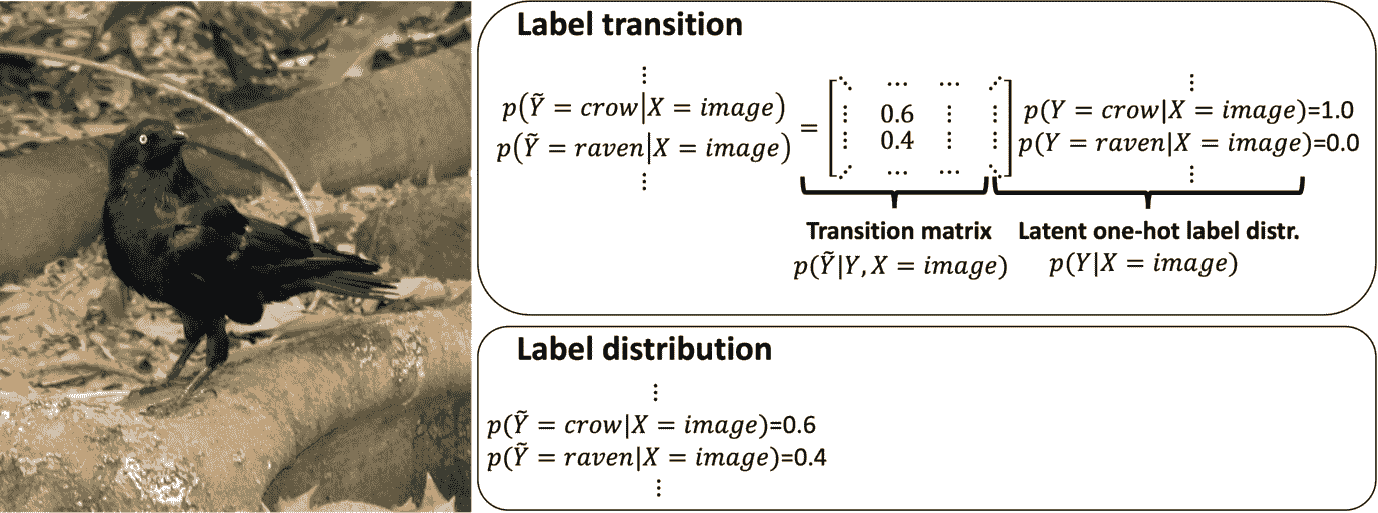 Label transition
⋮
p(Ỹ = crow|X = image)
p(Ỹ = raven|X = image)
⋮
=
⋱ ⋯ ⋯ ⋰
⋮ 0.6 ⋮ ⋮
⋮ 0.4 ⋮ ⋮
⋰ ⋯ ⋯ ⋱
⋮
p(Y = crow|X = image)=1.0
p(Y = raven|X = image)=0.0
⋮
Transition matrix
p(Ỹ|Y, X = image)
Latent one-hot label distr.
p(Y|X = image)
Label distribution
⋮
p(Ỹ = crow|X = image)=0.6
p(Ỹ = raven|X = image)=0.4
⋮